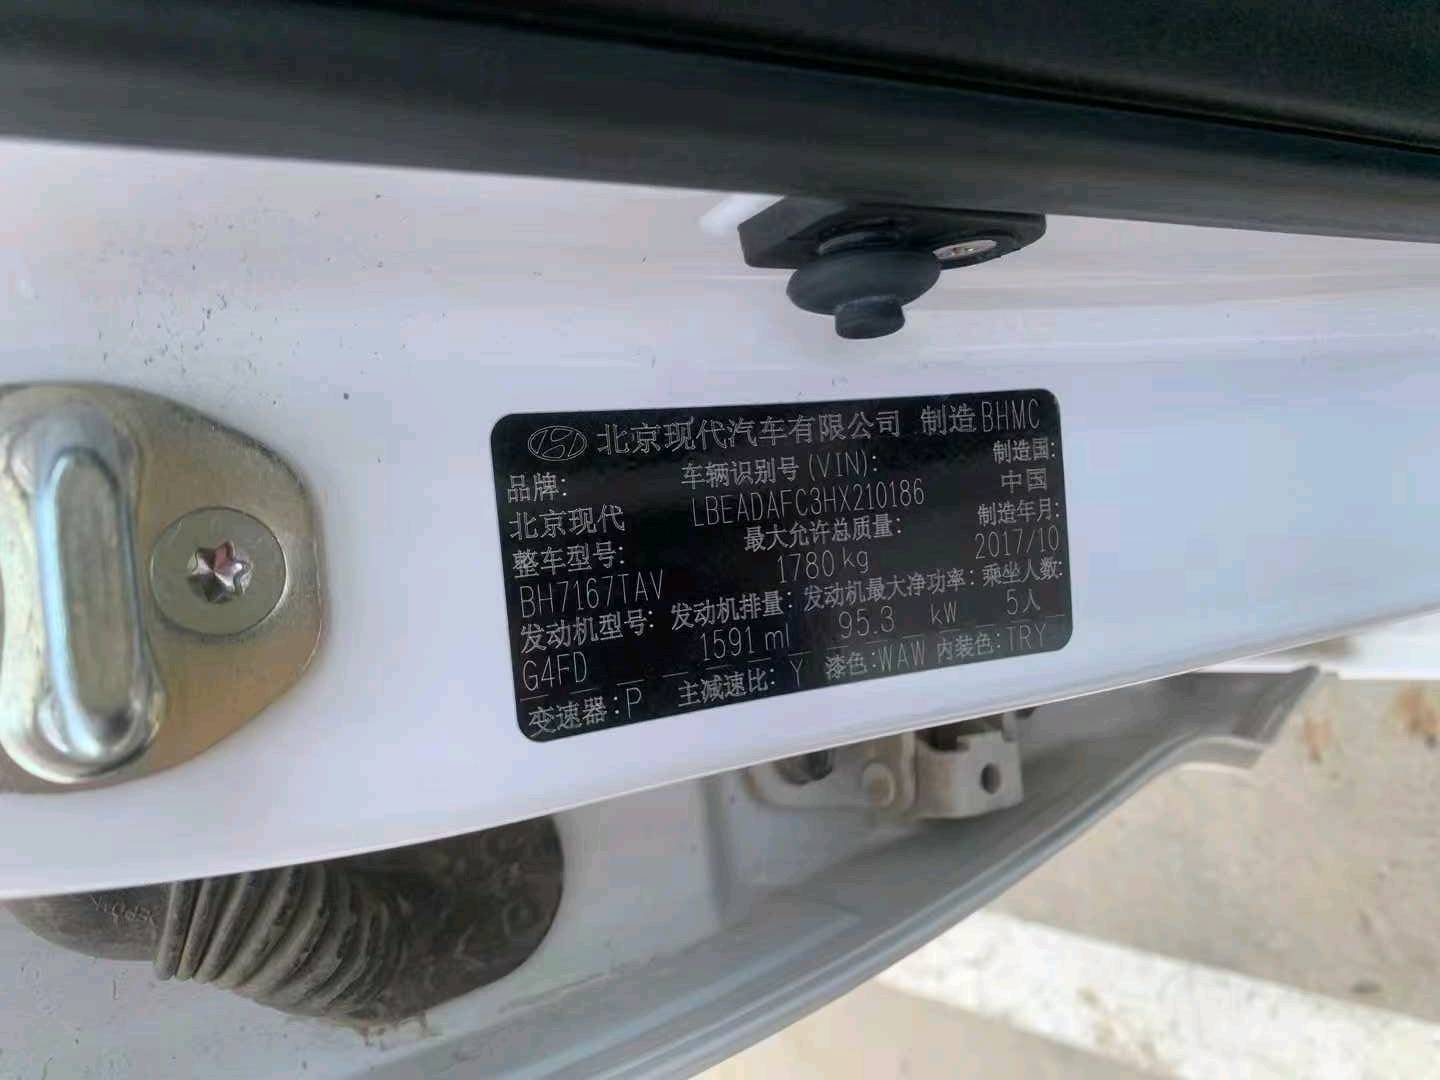 北京现代汽车有限公司 制造 BHMC
品牌: 车辆识别号 (VIN): 制造国:
北京现代 LBEADAFC3HX210186 中国
整车型号: 最大允许总质量: 制造年月:
BH7167TAV 1780 kg 2017/10
发动机型号: 发动机排量: 发动机最大净功率: 乘坐人数:
G4FD 1591 ml 95.3 kW 5人
变速器:P 主减速比: Y 漆色:WAW 内装色:TRY